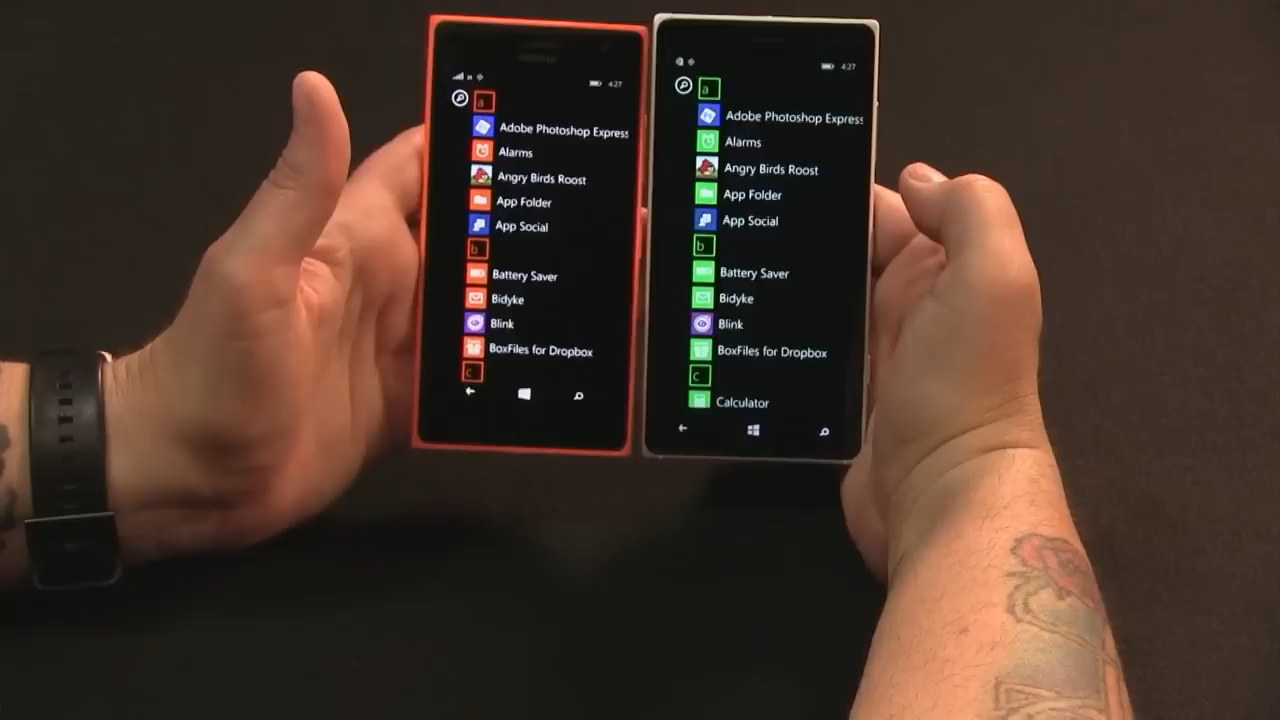 4:27
a
Adobe Photoshop Express
Alarms
Angry Birds Roost
App Folder
App Social
b
Battery Saver
Bidyke
Blink
BoxFiles for Dropbox
c
4:27
a
Adobe Photoshop Express
Alarms
Angry Birds Roost
App Folder
App Social
b
Battery Saver
Bidyke
Blink
BoxFiles for Dropbox
c
Calculator